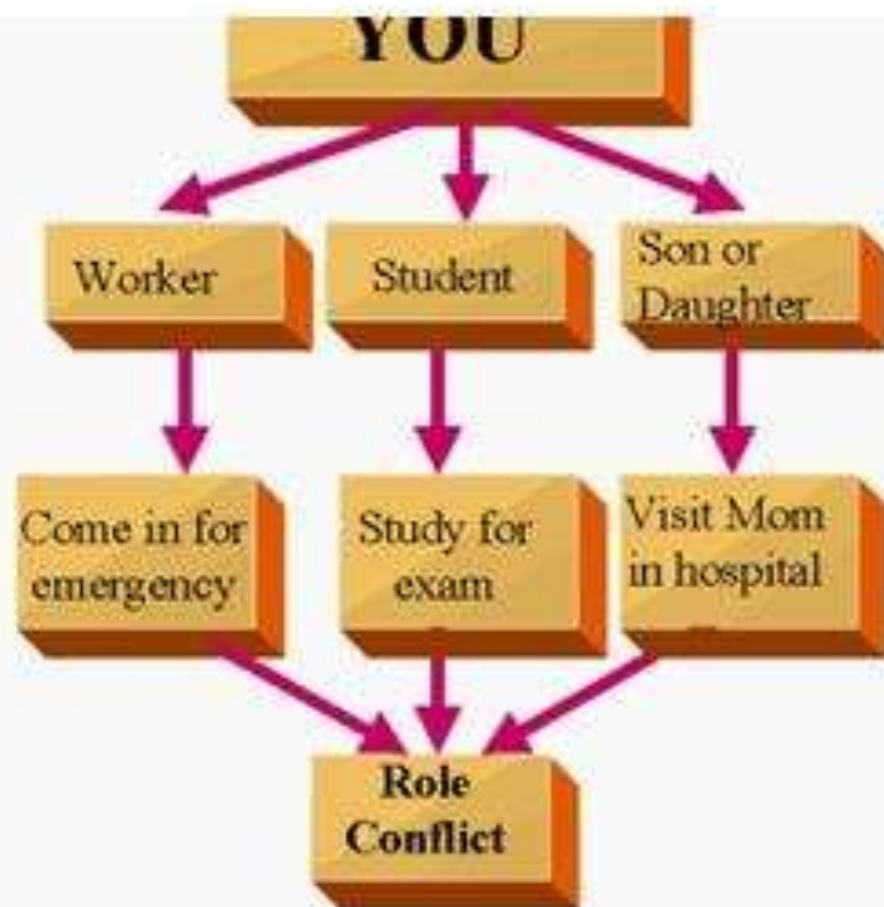 YOU
Worker
Student
Son or
Daughter
Come in for
emergency
Study for
exam
Visit Mom
in hospital
Role
Conflict